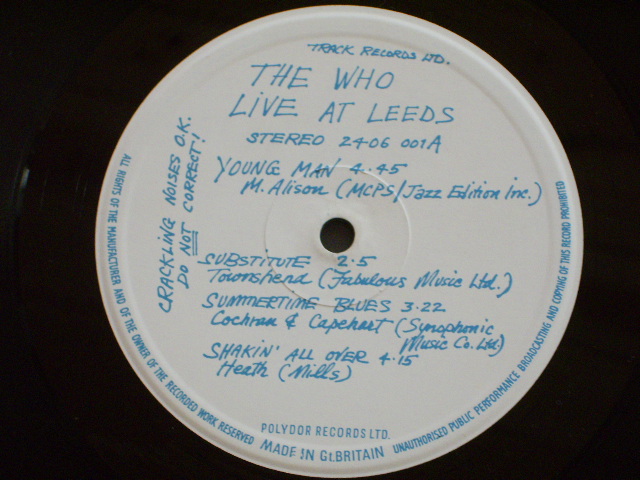 TRACK RECORDS LTD.
THE WHO
LiVE AT LEEDS
STEREO 2406 001A
YOUNG MAN 4.45
M. Alison (MCPS/Jazz Edition Inc.)
CRACKLING NOISES O.K.
DO NOT CORRECT!
SUBSTITUTE 2.5
Townshend (Fabulous Music Ltd.)
SUMMERTIME BLUES 3.22
Cochran & Capehart (Synophonic
Music Co. Ltd)
SHAKIN' ALL OVER 4.15
Heath (Mills)
POLYDOR RECORDS LTD.
MADE IN Gt.BRITAIN
ALL RIGHTS OF THE MANUFACTURER AND OF THE OWNER OF THE RECORDED WORK RESERVED
UNAUTHORISED PUBLIC PERFORMANCE BROADCASTING AND COPYING OF THIS RECORD PROHIBITED